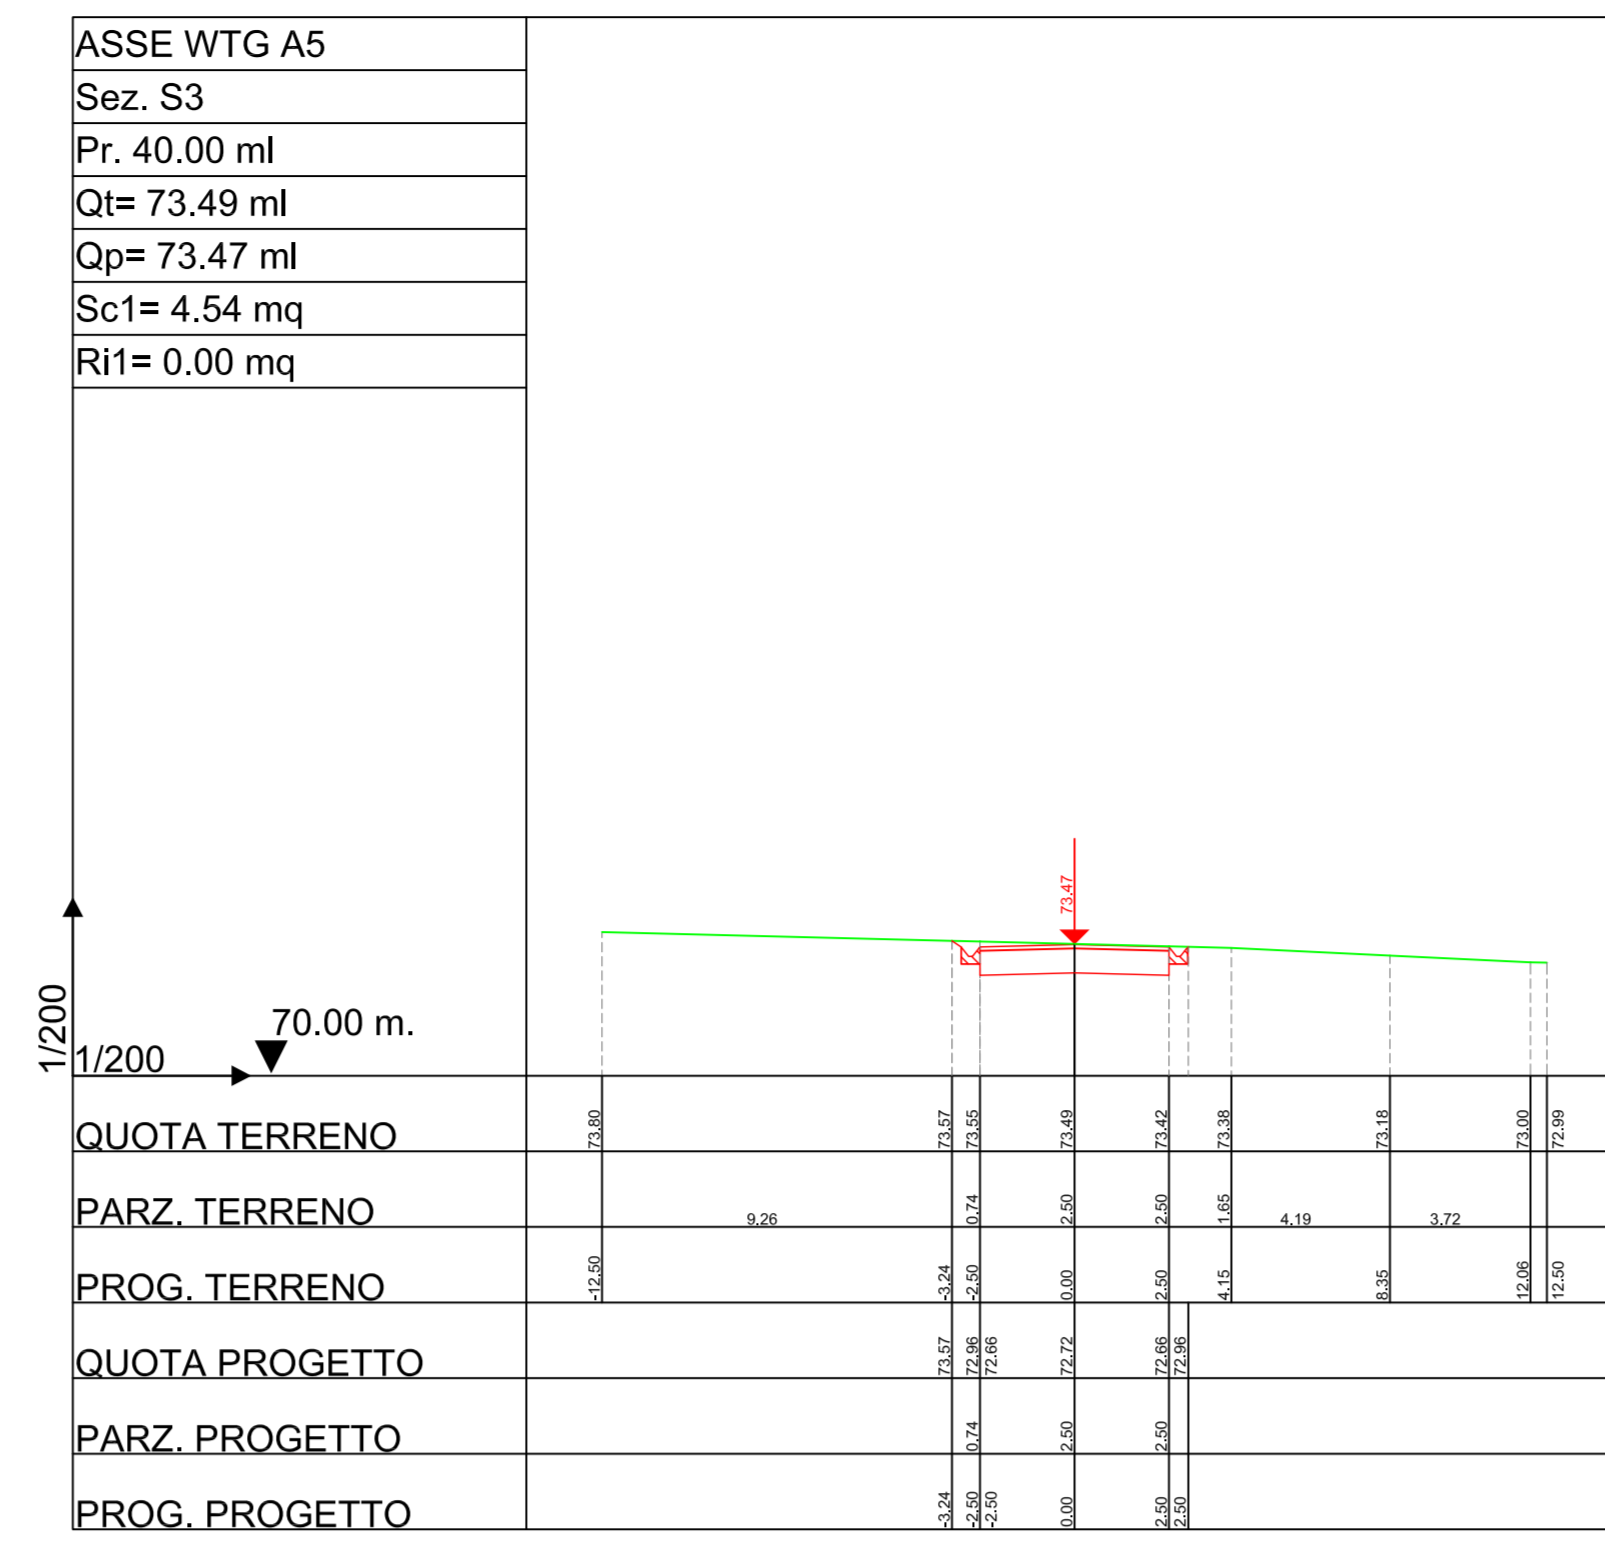 ASSE WTG A5
Sez. S3
Pr. 40.00 ml
Qt= 73.49 ml
Qp= 73.47 ml
Sc1= 4.54 mq
Ri1= 0.00 mq
73.47
1/200
70.00 m.
1/200
QUOTA TERRENO 73.80 73.57 73.55 73.49 73.42 73.38 73.18 73.00 72.99
PARZ. TERRENO 9.26 0.74 2.50 2.50 1.65 4.19 3.72
PROG. TERRENO -12.50 -3.24 -2.50 0.00 2.50 4.15 8.35 12.06 12.50
QUOTA PROGETTO 73.57 72.96 72.66 72.72 72.66 72.96
PARZ. PROGETTO 0.74 2.50 2.50
PROG. PROGETTO -3.24 -2.50 -2.50 0.00 2.50 2.50